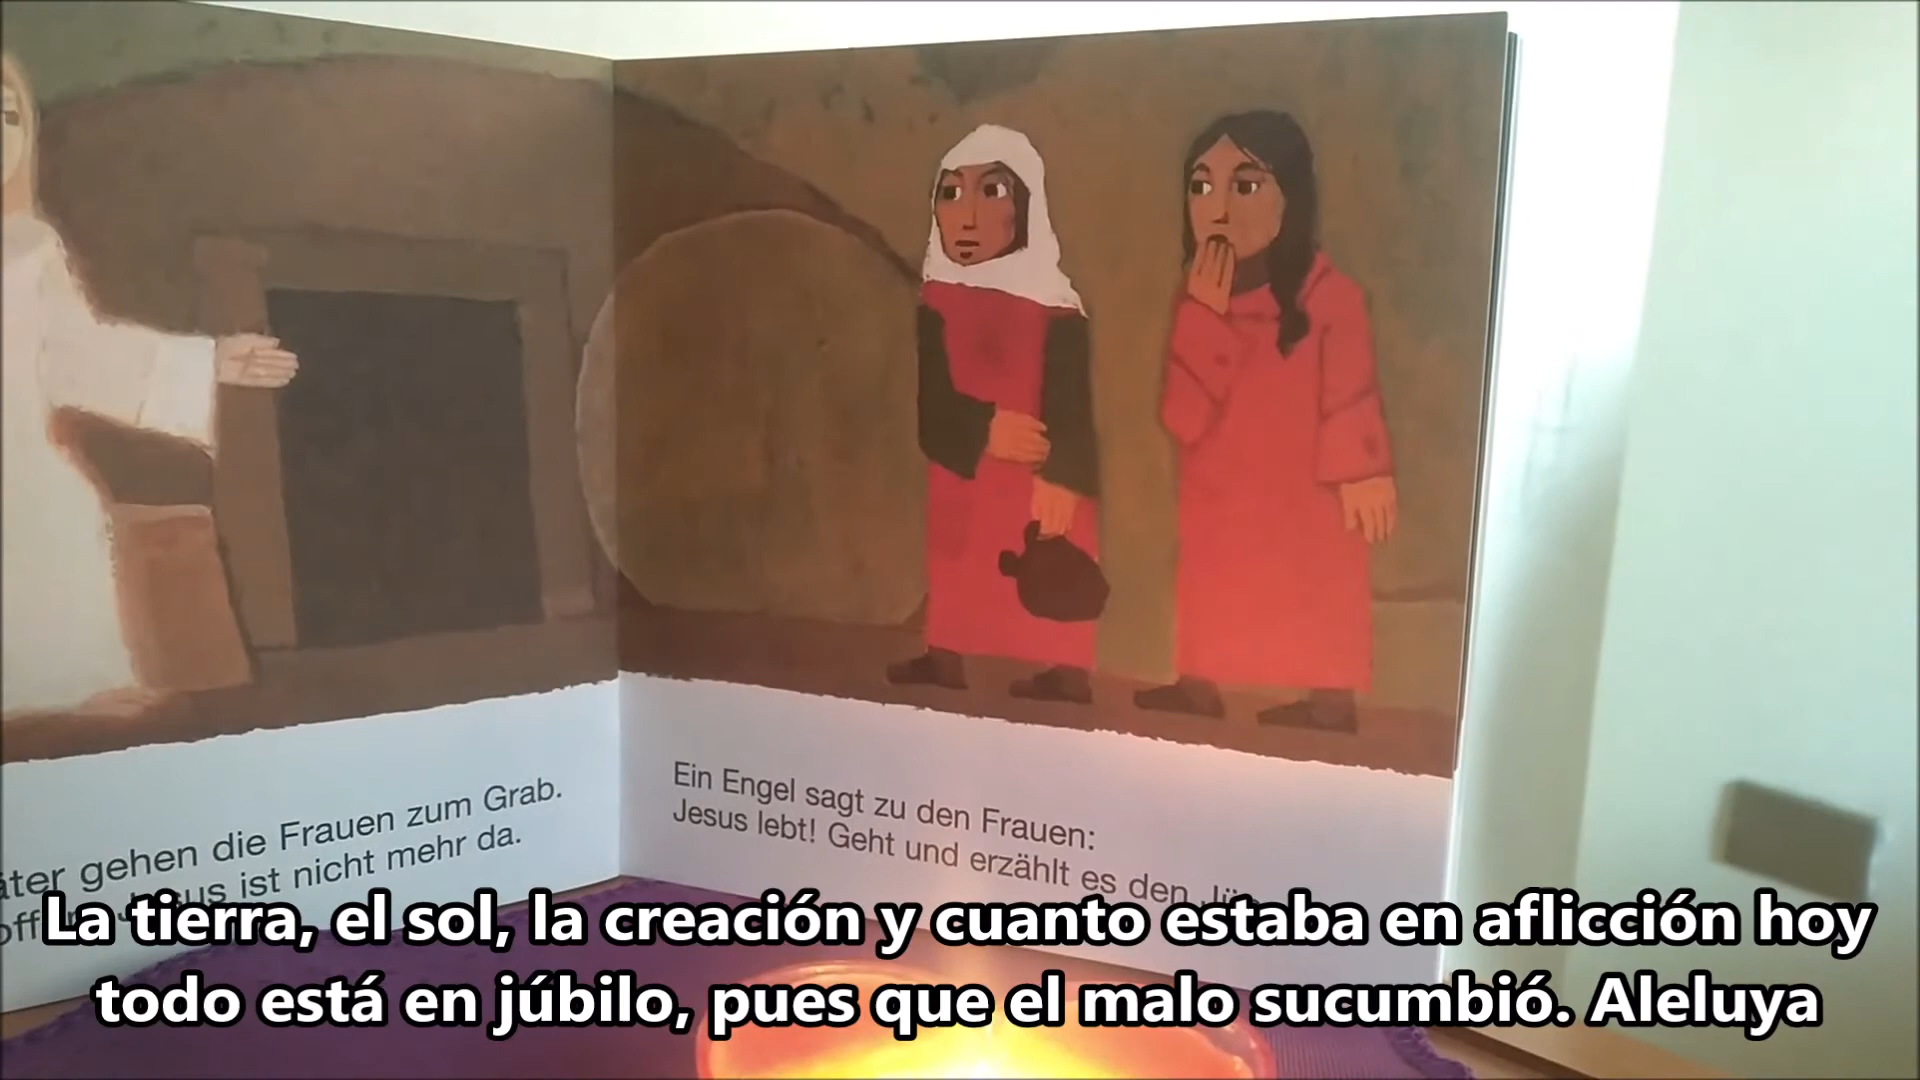 gehen die Frauen zum Grab.
ist nicht mehr da.
Ein Engel sagt zu den Frauen:
Jesus lebt! Geht und erzählt es den
La tierra, el sol, la creación y cuanto estaba en aflicción hoy
todo está en júbilo, pues que el malo sucumbió. Aleluya